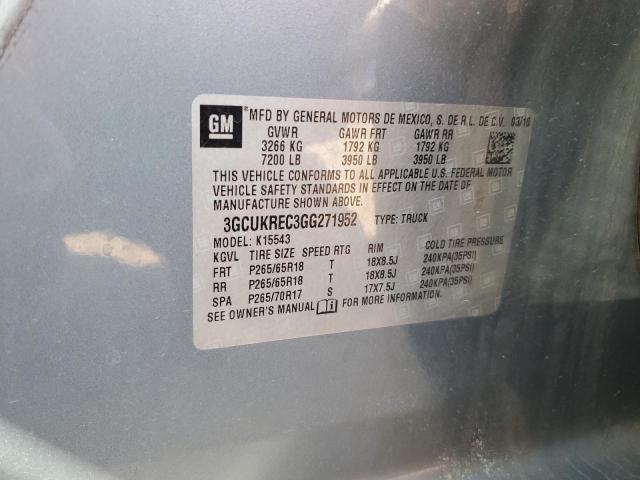 GM
MFD BY GENERAL MOTORS DE MEXICO, S. DE R.L. DE C.V. 03/16
GVWR GAWR FRT GAWR RR
3266 KG 1792 KG 1792 KG
7200 LB 3950 LB 3950 LB
THIS VEHICLE CONFORMS TO ALL APPLICABLE U.S. FEDERAL MOTOR
VEHICLE SAFETY STANDARDS IN EFFECT ON THE DATE OF
MANUFACTURE SHOWN ABOVE.
3GCUKREC3GG271952 TYPE: TRUCK
MODEL: K15543
KGVL TIRE SIZE SPEED RTG RIM COLD TIRE PRESSURE
FRT P265/65R18 T 18X8.5J 240KPA(35PSI)
RR P265/65R18 T 18X8.5J 240KPA(35PSI)
SPA P265/70R17 S 17X7.5J 240KPA(35PSI)
SEE OWNER'S MANUAL FOR MORE INFORMATION.